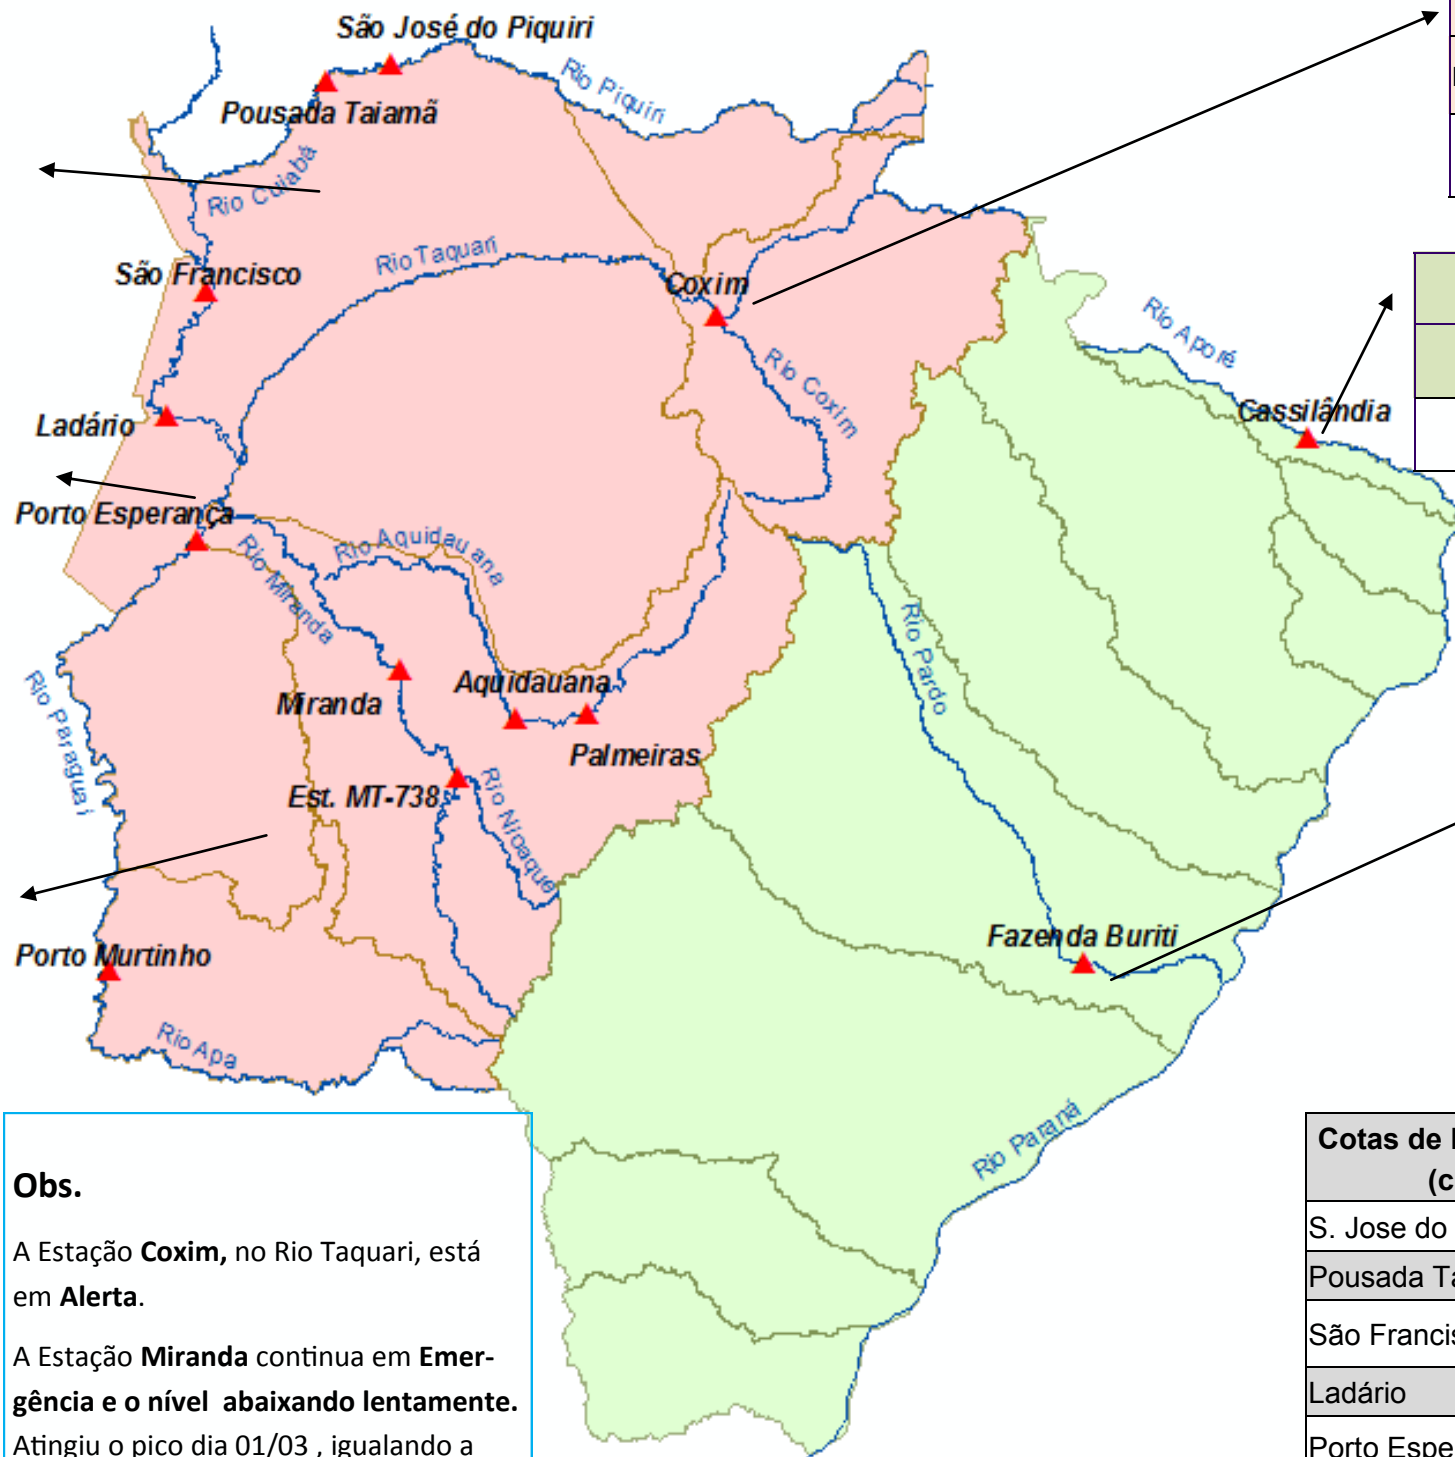 São José do Piquiri
Rio Piquiri
Pousada Taiamã
Rio Cuiabá
Rio Taquari
São Francisco
Coxim
Rio Aporé
Rio Coxim
Cassilândia
Ladário
Porto Esperança
Rio Aquidauana
Rio Miranda
Rio Pardo
Aquidauana
Miranda
Rio Paraguai
Palmeiras
Est. MT-738
Rio Nioaque
Fazenda Buriti
Porto Murtinho
Rio Apa
Rio Paraná
Obs.
A Estação Coxim, no Rio Taquari, está
em Alerta.
A Estação Miranda continua em Emer-
gência e o nível abaixando lentamente.
Atingiu o pico dia 01/03 , igualando a
Cotas de
(c
S. Jose do
Pousada Ta
São Francis
Ladário
Porto Espe